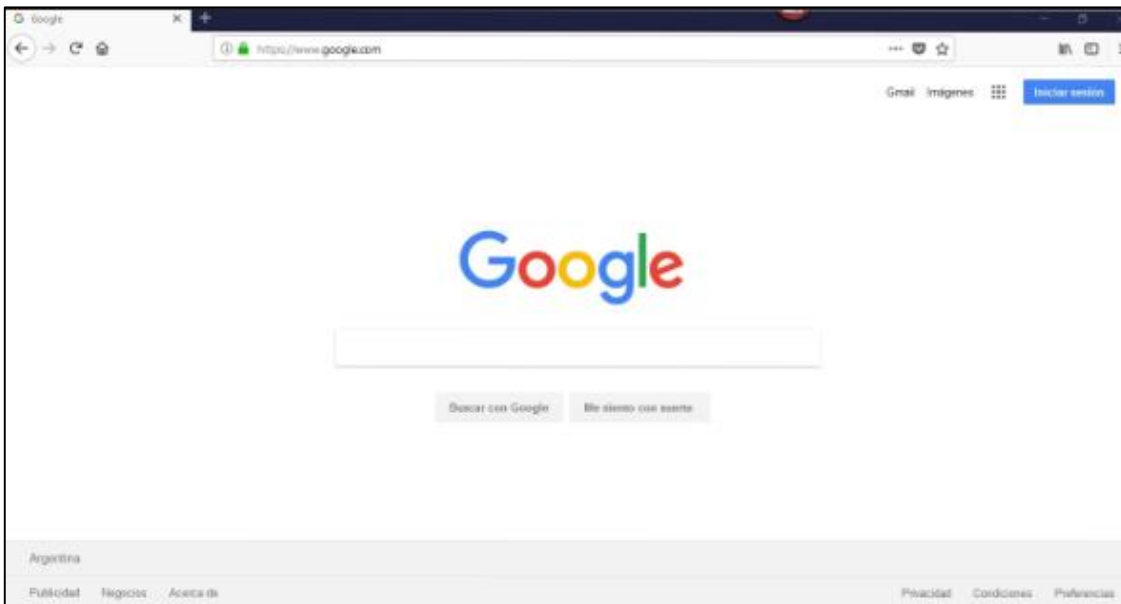 Google
https://www.google.com
Gmail Imágenes Iniciar sesión
Google
Buscar con Google Me siento con suerte
Argentina
Publicidad Negocios Acerca de Privacidad Condiciones Preferencias